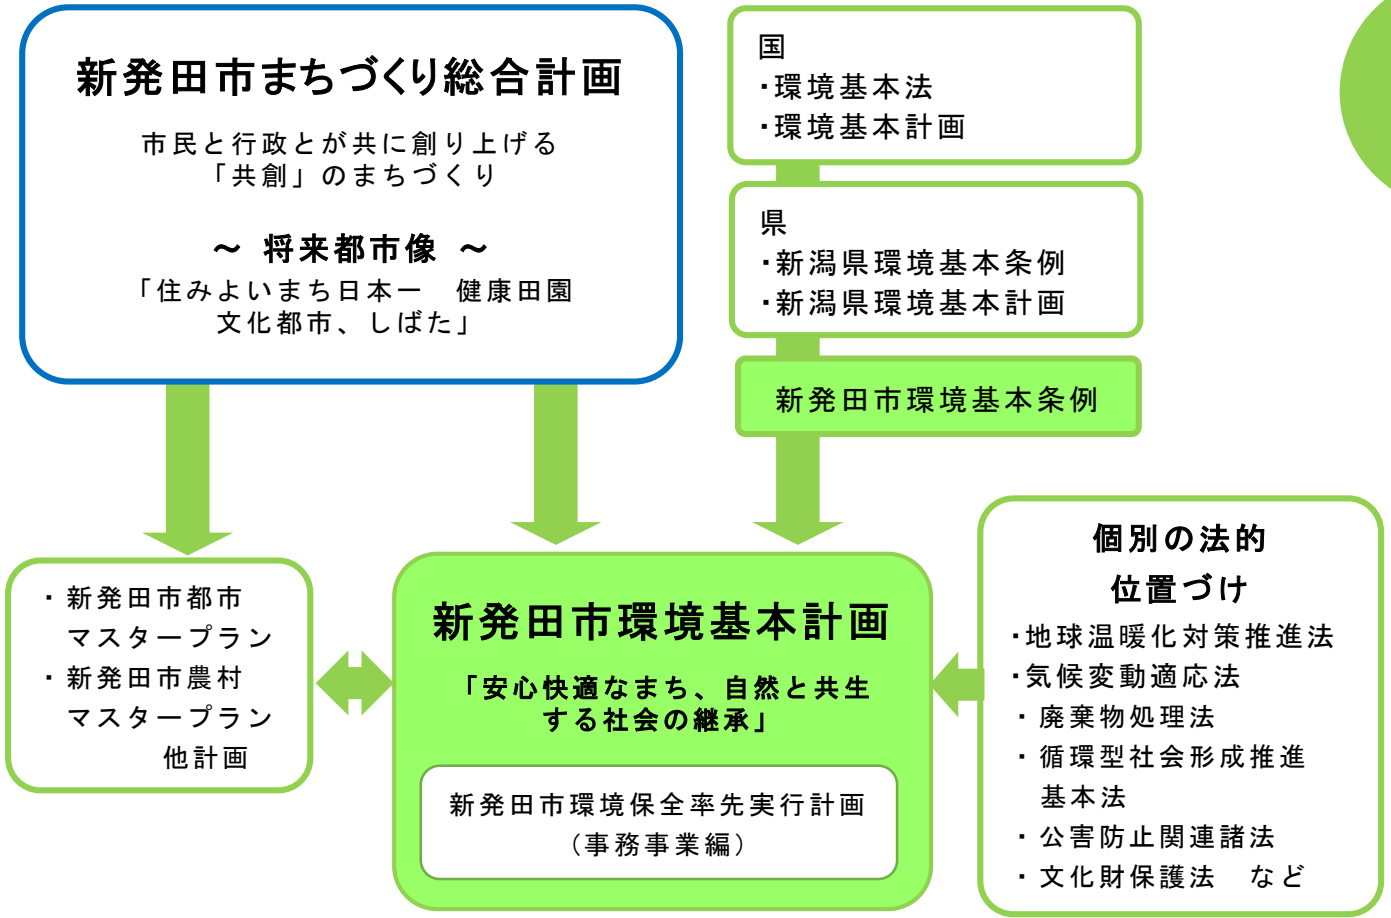 新発田市まちづくり総合計画
市民と行政とが共に創り上げる
「共創」のまちづくり
～ 将来都市像 ～
「住みよいまち日本一　健康田園
文化都市、しばた」
国
・環境基本法
・環境基本計画
県
・新潟県環境基本条例
・新潟県環境基本計画
新発田市環境基本条例
・新発田市都市
マスタープラン
・新発田市農村
マスタープラン
他計画
新発田市環境基本計画
「安心快適なまち、自然と共生
する社会の継承」
新発田市環境保全率先実行計画
（事務事業編）
個別の法的
位置づけ
・地球温暖化対策推進法
・気候変動適応法
・廃棄物処理法
・循環型社会形成推進
基本法
・公害防止関連諸法
・文化財保護法　など